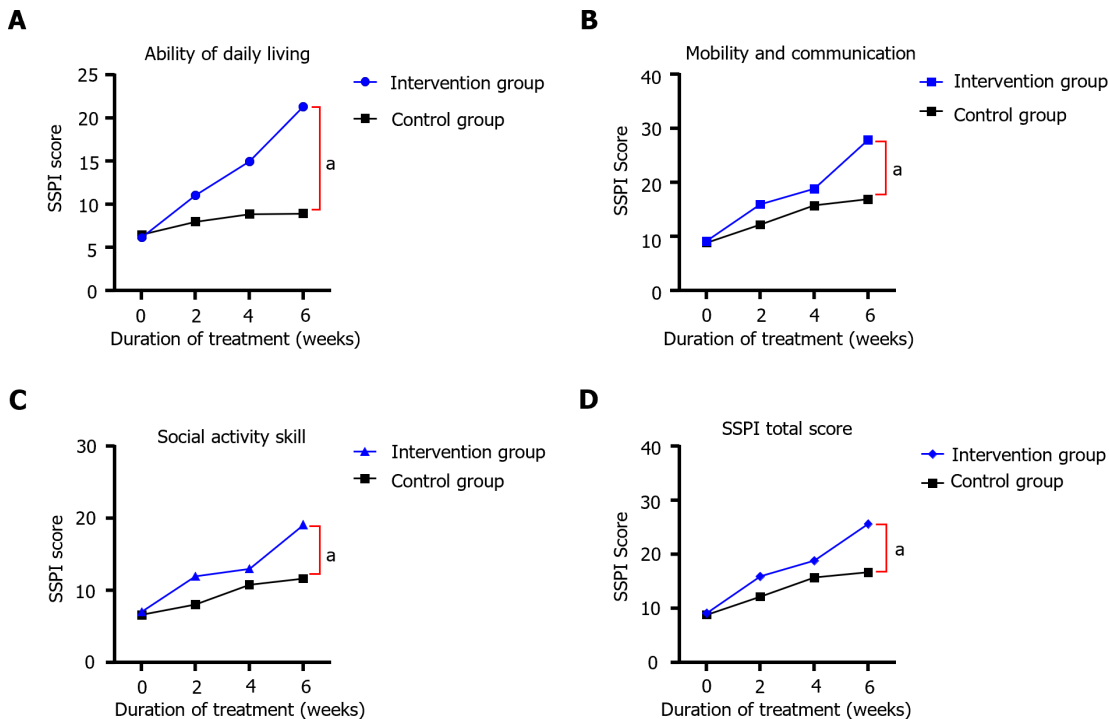 A
Ability of daily living
25
20
15
10
5
0
SSPI score
0 2 4 6
Duration of treatment (weeks)
Intervention group
Control group
a
B
Mobility and communication
40
30
20
10
0
SSPI Score
0 2 4 6
Duration of treatment (weeks)
Intervention group
Control group
a
C
Social activity skill
30
20
10
0
SSPI score
0 2 4 6
Duration of treatment (weeks)
Intervention group
Control group
a
D
SSPI total score
40
30
20
10
0
SSPI Score
0 2 4 6
Duration of treatment (weeks)
Intervention group
Control group
a